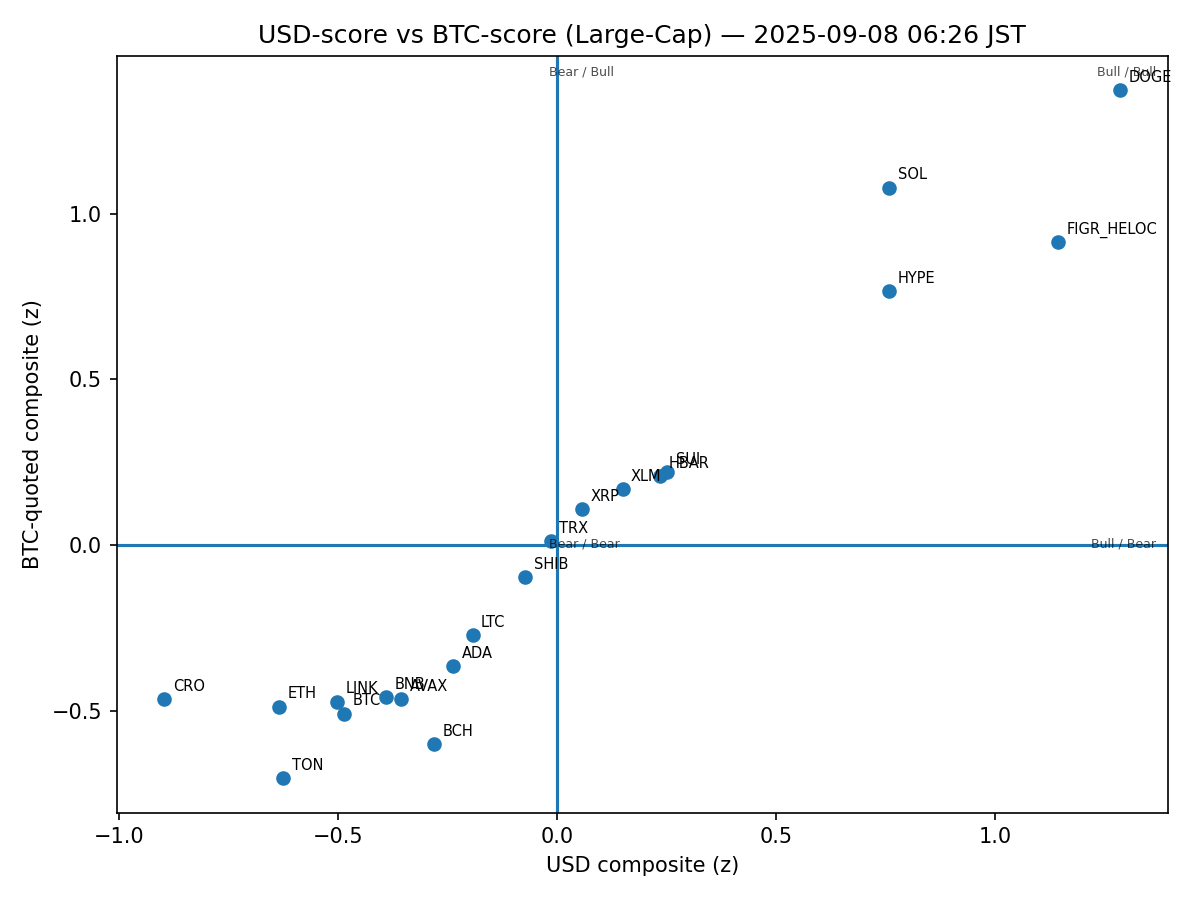 USD-score vs BTC-score (Large-Cap) — 2025-09-08 06:26 JST
Bear / Bull
Bull / Bull
DOGE
SOL
FIGR_HELOC
HYPE
SUI
HBAR
XLM
XRP
TRX
Bear / Bear
Bull / Bear
SHIB
LTC
ADA
CRO
ETH
LINK
BTC
BNB
AVAX
BCH
TON
1.0
0.5
0.0
−0.5
BTC-quoted composite (z)
−1.0
−0.5
0.0
0.5
1.0
USD composite (z)